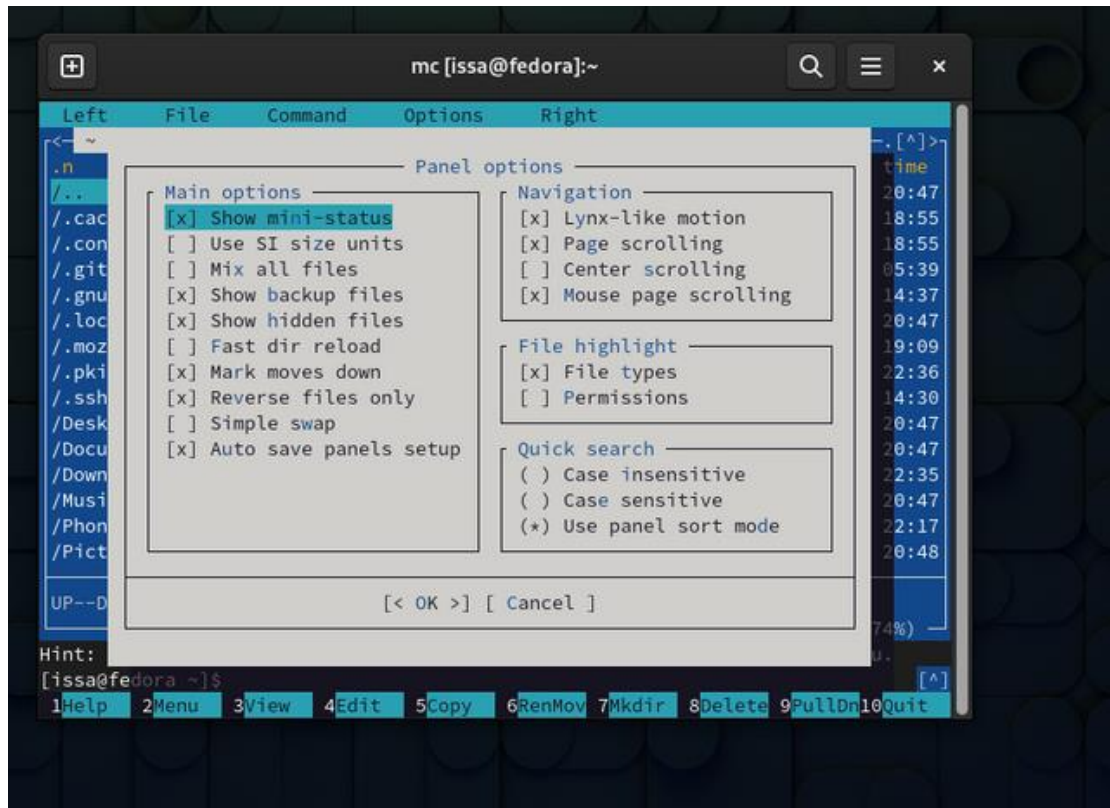 mc [issa@fedora]:~
Left File Command Options Right
<— ~ .[^]>
.n time
/.. 20:47
/.cac 18:55
/.con 18:55
/.git 05:39
/.gnu 14:37
/.loc 20:47
/.moz 19:09
/.pki 22:36
/.ssh 14:30
/Desk 20:47
/Docu 20:47
/Down 22:35
/Musi 20:47
/Phon 22:17
/Pict 20:48
UP--D
74%)
Panel options
Main options
[x] Show mini-status
[ ] Use SI size units
[ ] Mix all files
[x] Show backup files
[x] Show hidden files
[ ] Fast dir reload
[x] Mark moves down
[x] Reverse files only
[ ] Simple swap
[x] Auto save panels setup
Navigation
[x] Lynx-like motion
[x] Page scrolling
[ ] Center scrolling
[x] Mouse page scrolling
File highlight
[x] File types
[ ] Permissions
Quick search
( ) Case insensitive
( ) Case sensitive
(*) Use panel sort mode
[< OK >] [ Cancel ]
Hint: u.
[issa@fedora ~]$ [^]
1Help 2Menu 3View 4Edit 5Copy 6RenMov 7Mkdir 8Delete 9PullDn 10Quit